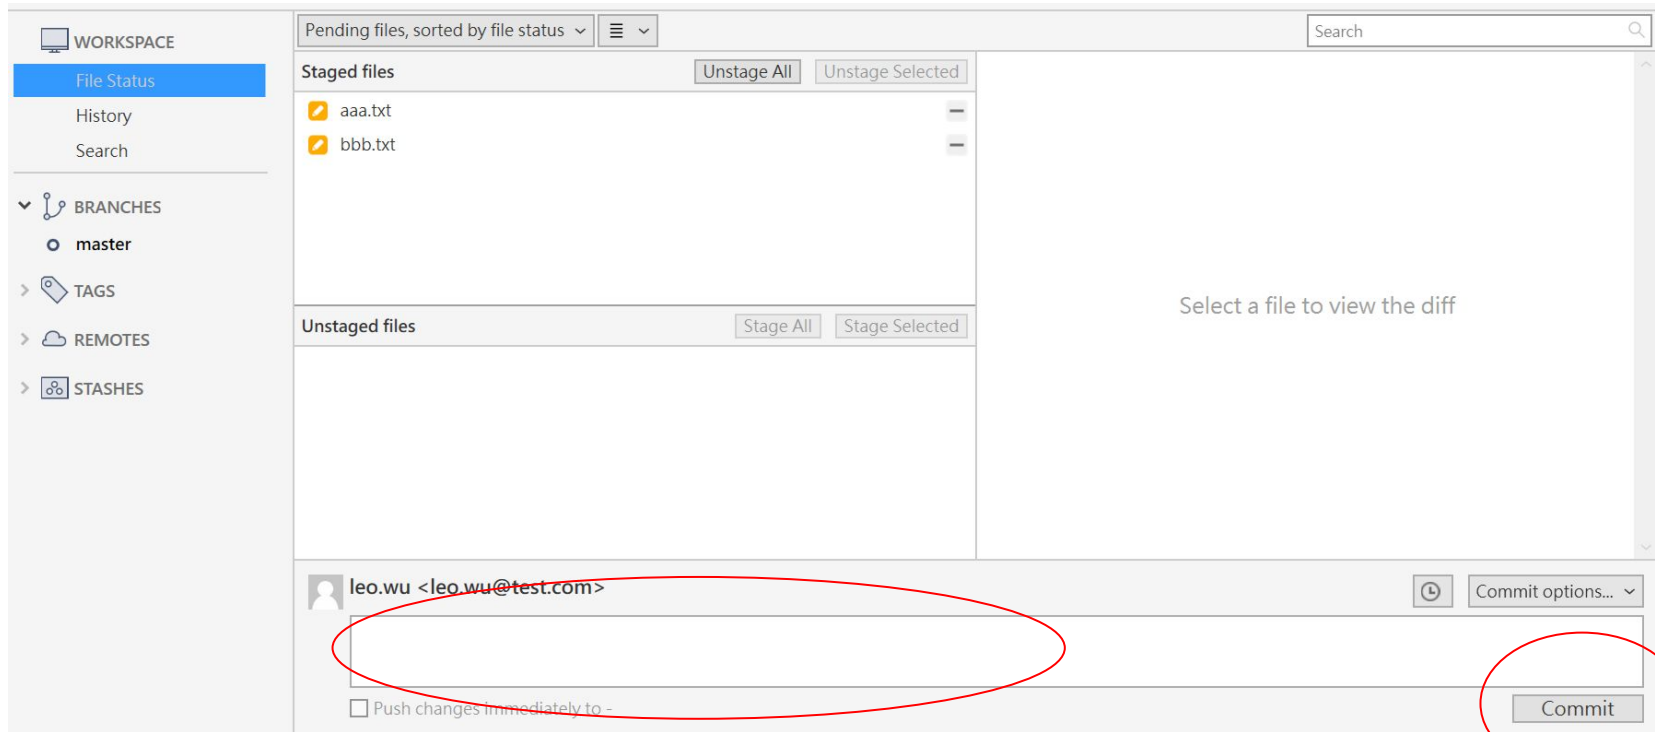 WORKSPACE
File Status
History
Search
BRANCHES
master
TAGS
REMOTES
STASHES
Pending files, sorted by file status
Search
Staged files
Unstage All
Unstage Selected
aaa.txt
bbb.txt
Unstaged files
Stage All
Stage Selected
Select a file to view the diff
leo.wu <leo.wu@test.com>
Commit options...
Push changes immediately to -
Commit